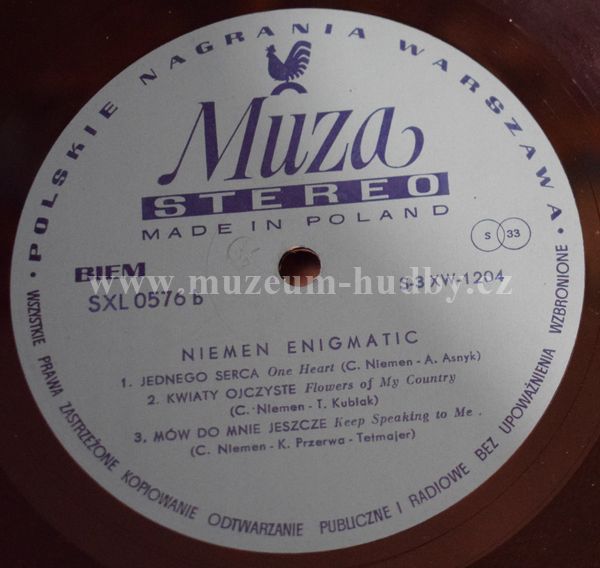 • POLSKIE NAGRANIA WARSZAWA •
Muza
STEREO
MADE IN POLAND
S 33
BIEM
SXL 0576 b
S-3 XW-1204
www.muzeum-hudby.cz
NIEMEN ENIGMATIC
1. JEDNEGO SERCA One Heart (C. Niemen - A. Asnyk)
2. KWIATY OJCZYSTE Flowers of My Country
(C. Niemen - T. Kubiak)
3. MÓW DO MNIE JESZCZE Keep Speaking to Me .
(C. Niemen - K. Przerwa - Tetmajer)
WSZYSTKIE PRAWA ZASTRZEŻONE KOPIOWANIE ODTWARZANIE PUBLICZNE I RADIOWE BEZ UPOWAŻNIENIA WZBRONIONE